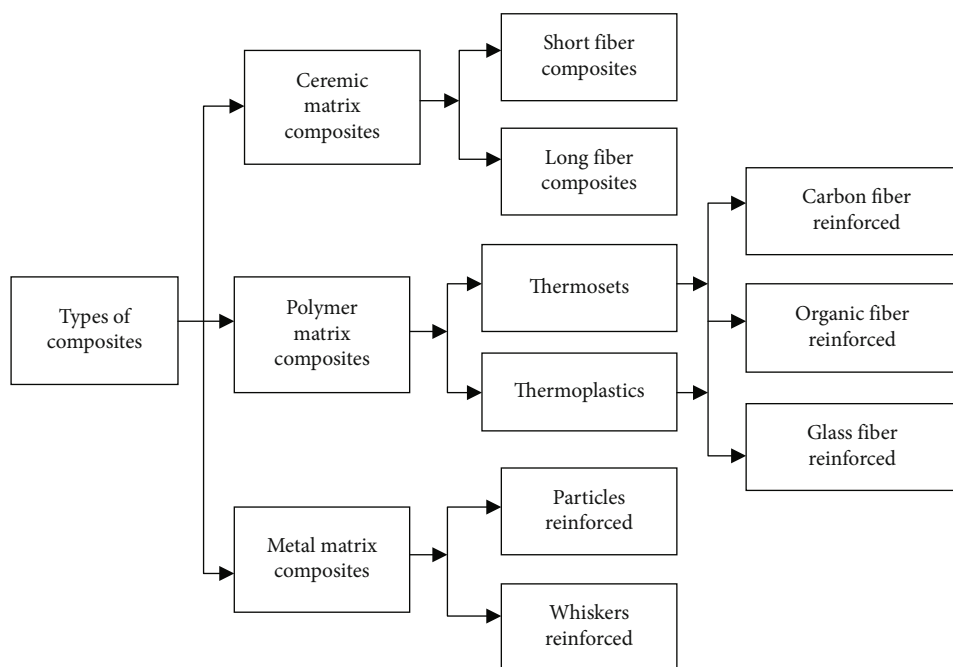 Types of
composites
Ceremic
matrix
composites
Short fiber
composites
Long fiber
composites
Polymer
matrix
composites
Thermosets
Thermoplastics
Carbon fiber
reinforced
Organic fiber
reinforced
Glass fiber
reinforced
Metal matrix
composites
Particles
reinforced
Whiskers
reinforced